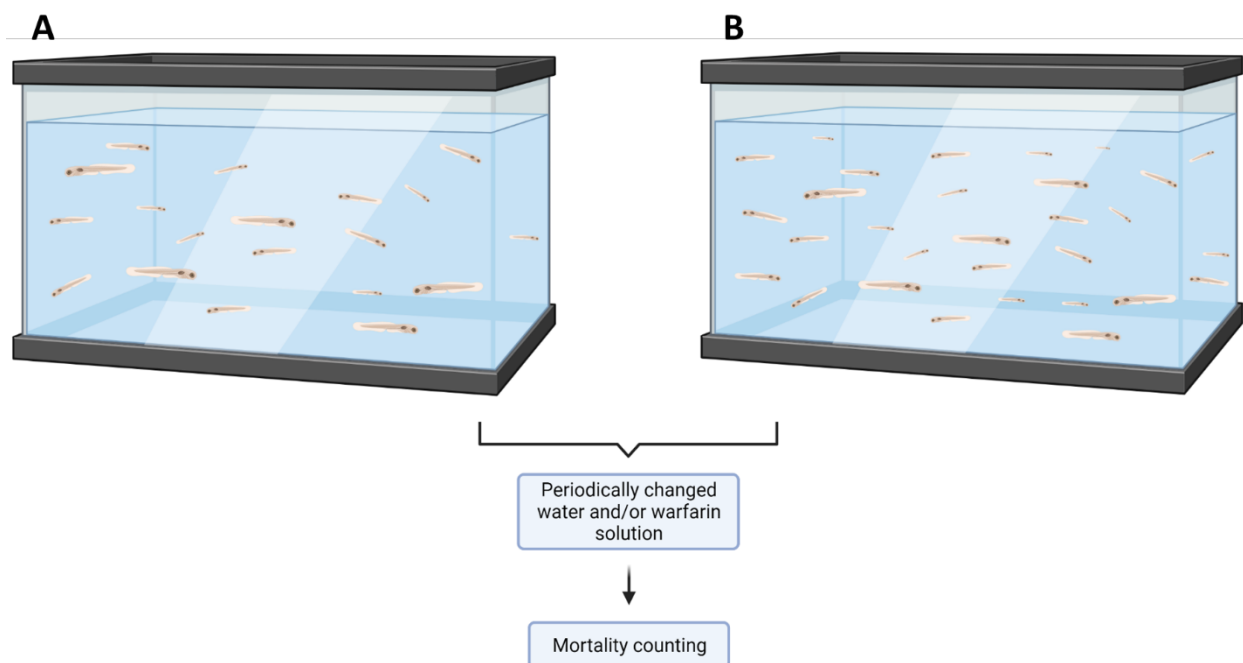 A
B
Periodically changed
water and/or warfarin
solution
Mortality counting